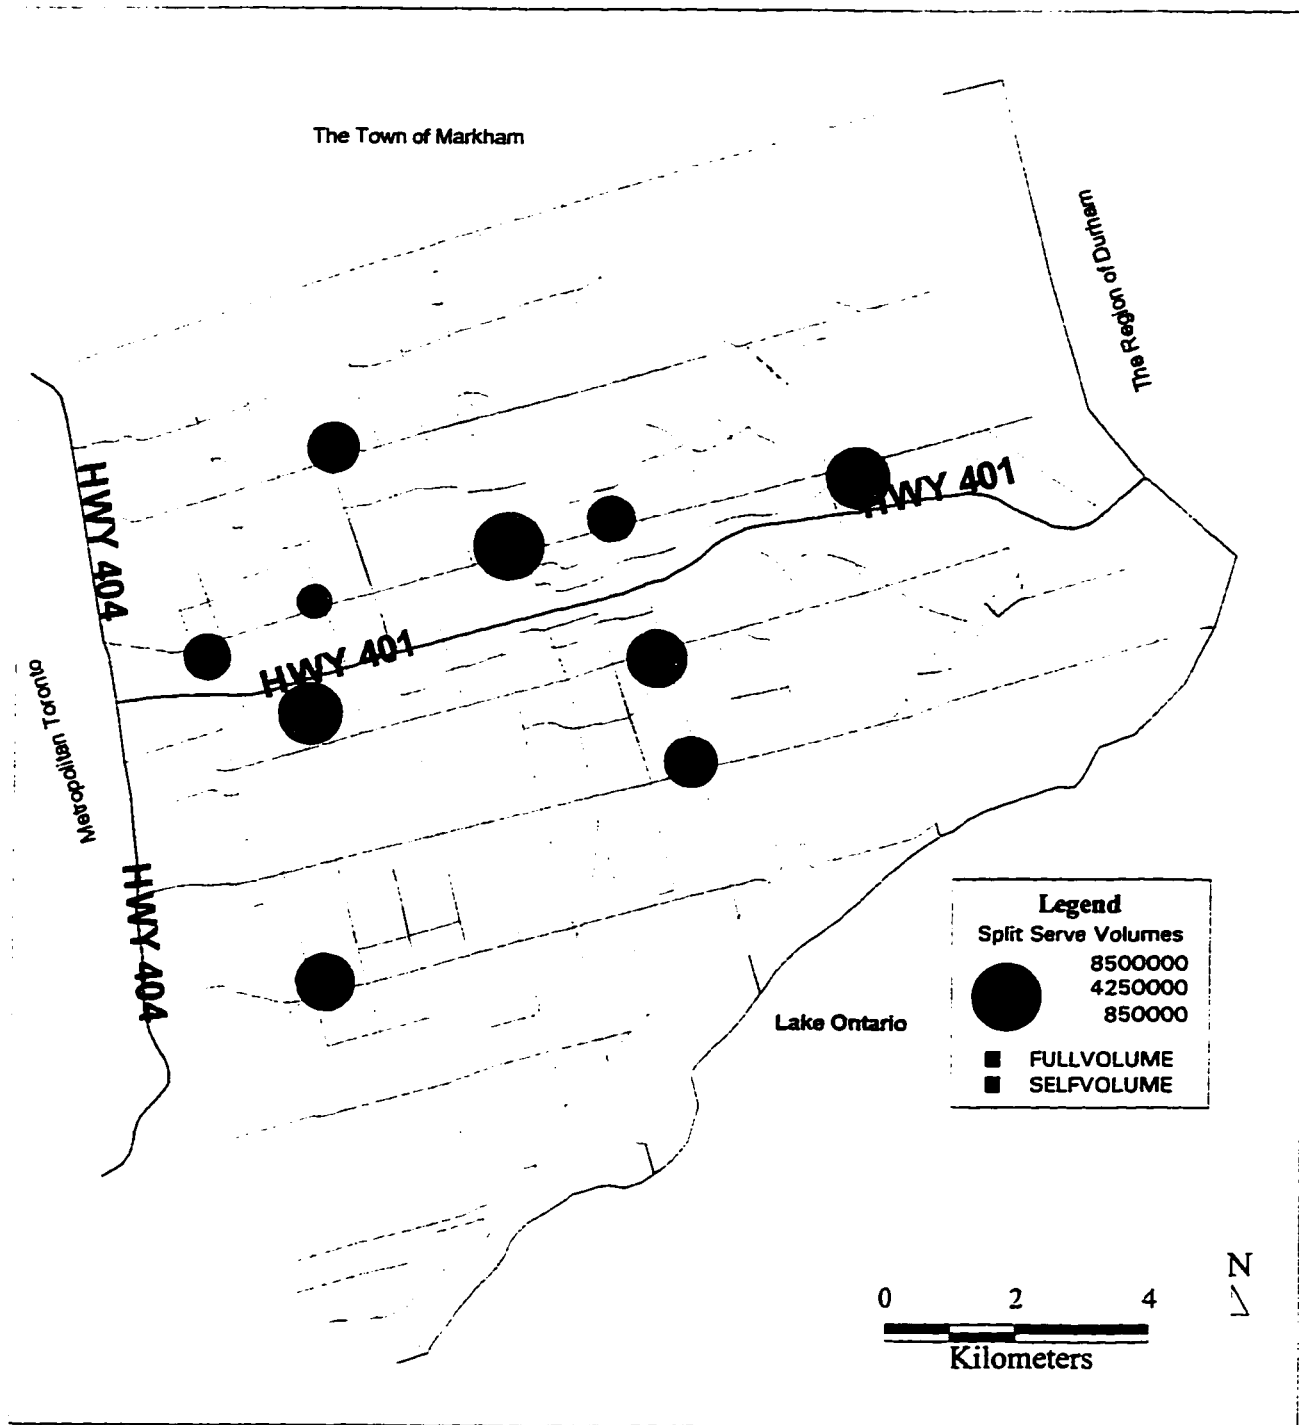 The Town of Markham
The Region of Durham
HWY 404
HWY 401
HWY 401
Metropolitan Toronto
HWY 404
Legend
Split Serve Volumes
8500000
4250000
850000
FULLVOLUME
SELFVOLUME
Lake Ontario
N
0 2 4
Kilometers